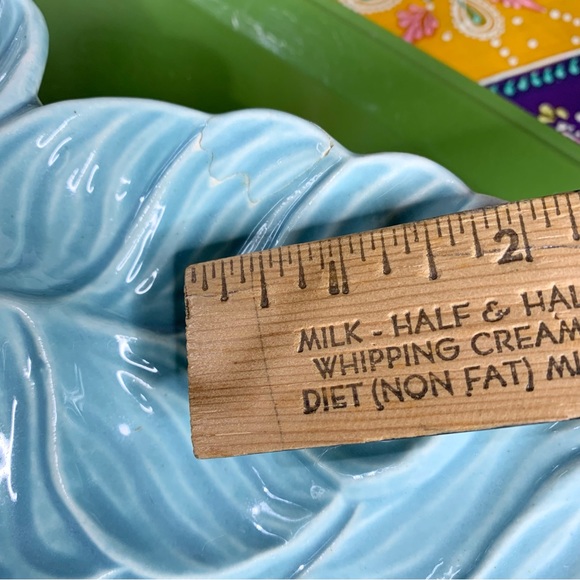 2
MILK - HALF & HAL
WHIPPING CREAM
DIET (NON FAT) MI